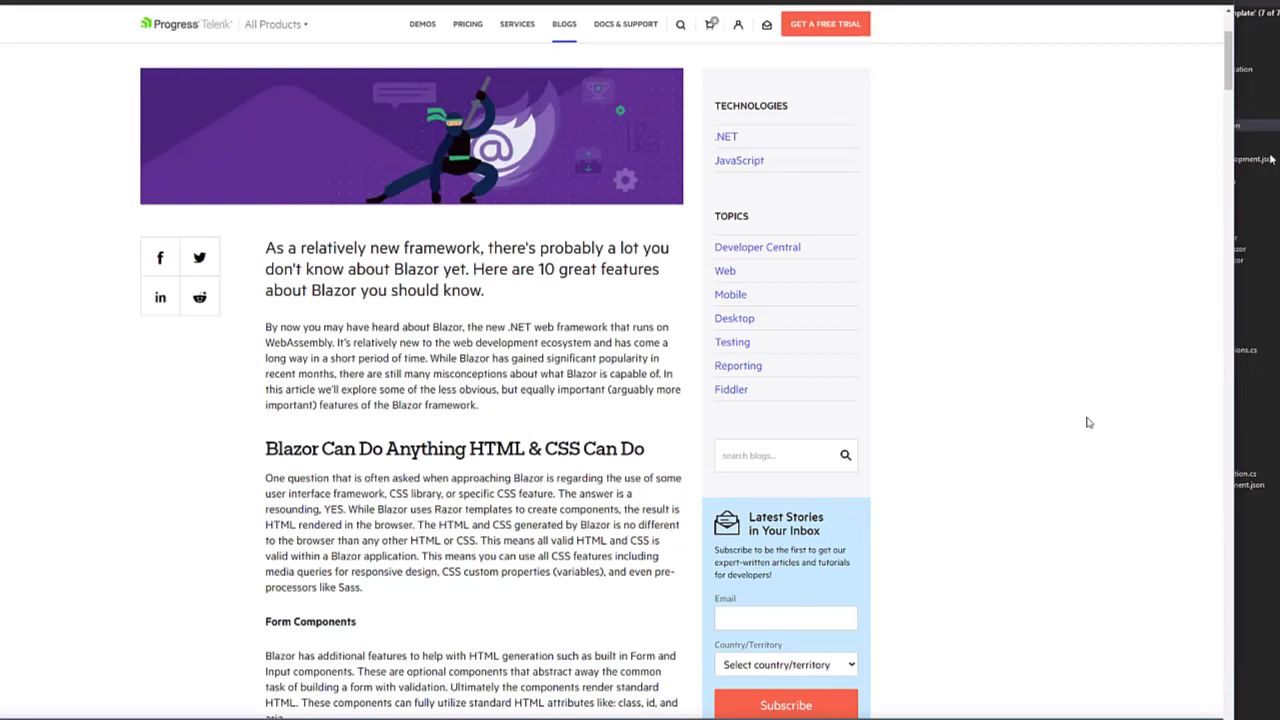 Progress Telerik All Products DEMOS PRICING SERVICES BLOGS DOCS & SUPPORT 0 GET A FREE TRIAL
@
As a relatively new framework, there's probably a lot you
don't know about Blazor yet. Here are 10 great features
about Blazor you should know.
By now you may have heard about Blazor, the new .NET web framework that runs on
WebAssembly. It's relatively new to the web development ecosystem and has come a
long way in a short period of time. While Blazor has gained significant popularity in
recent months, there are still many misconceptions about what Blazor is capable of. In
this article we'll explore some of the less obvious, but equally important (arguably more
important) features of the Blazor framework.
Blazor Can Do Anything HTML & CSS Can Do
One question that is often asked when approaching Blazor is regarding the use of some
user interface framework, CSS library, or specific CSS feature. The answer is a
resounding, YES. While Blazor uses Razor templates to create components, the result is
HTML rendered in the browser. The HTML and CSS generated by Blazor is no different
to the browser than any other HTML or CSS. This means all valid HTML and CSS is
valid within a Blazor application. This means you can use all CSS features including
media queries for responsive design, CSS custom properties (variables), and even pre-
processors like Sass.
Form Components
Blazor has additional features to help with HTML generation such as built in Form and
Input components. These are optional components that abstract away the common
task of building a form with validation. Ultimately the components render standard
HTML. These components can fully utilize standard HTML attributes like: class, id, and
aria
TECHNOLOGIES
.NET
JavaScript
TOPICS
Developer Central
Web
Mobile
Desktop
Testing
Reporting
Fiddler
search blogs...
Latest Stories
in Your Inbox
Subscribe to be the first to get our
expert-written articles and tutorials
for developers!
Email
Country/Territory
Select country/territory
Subscribe